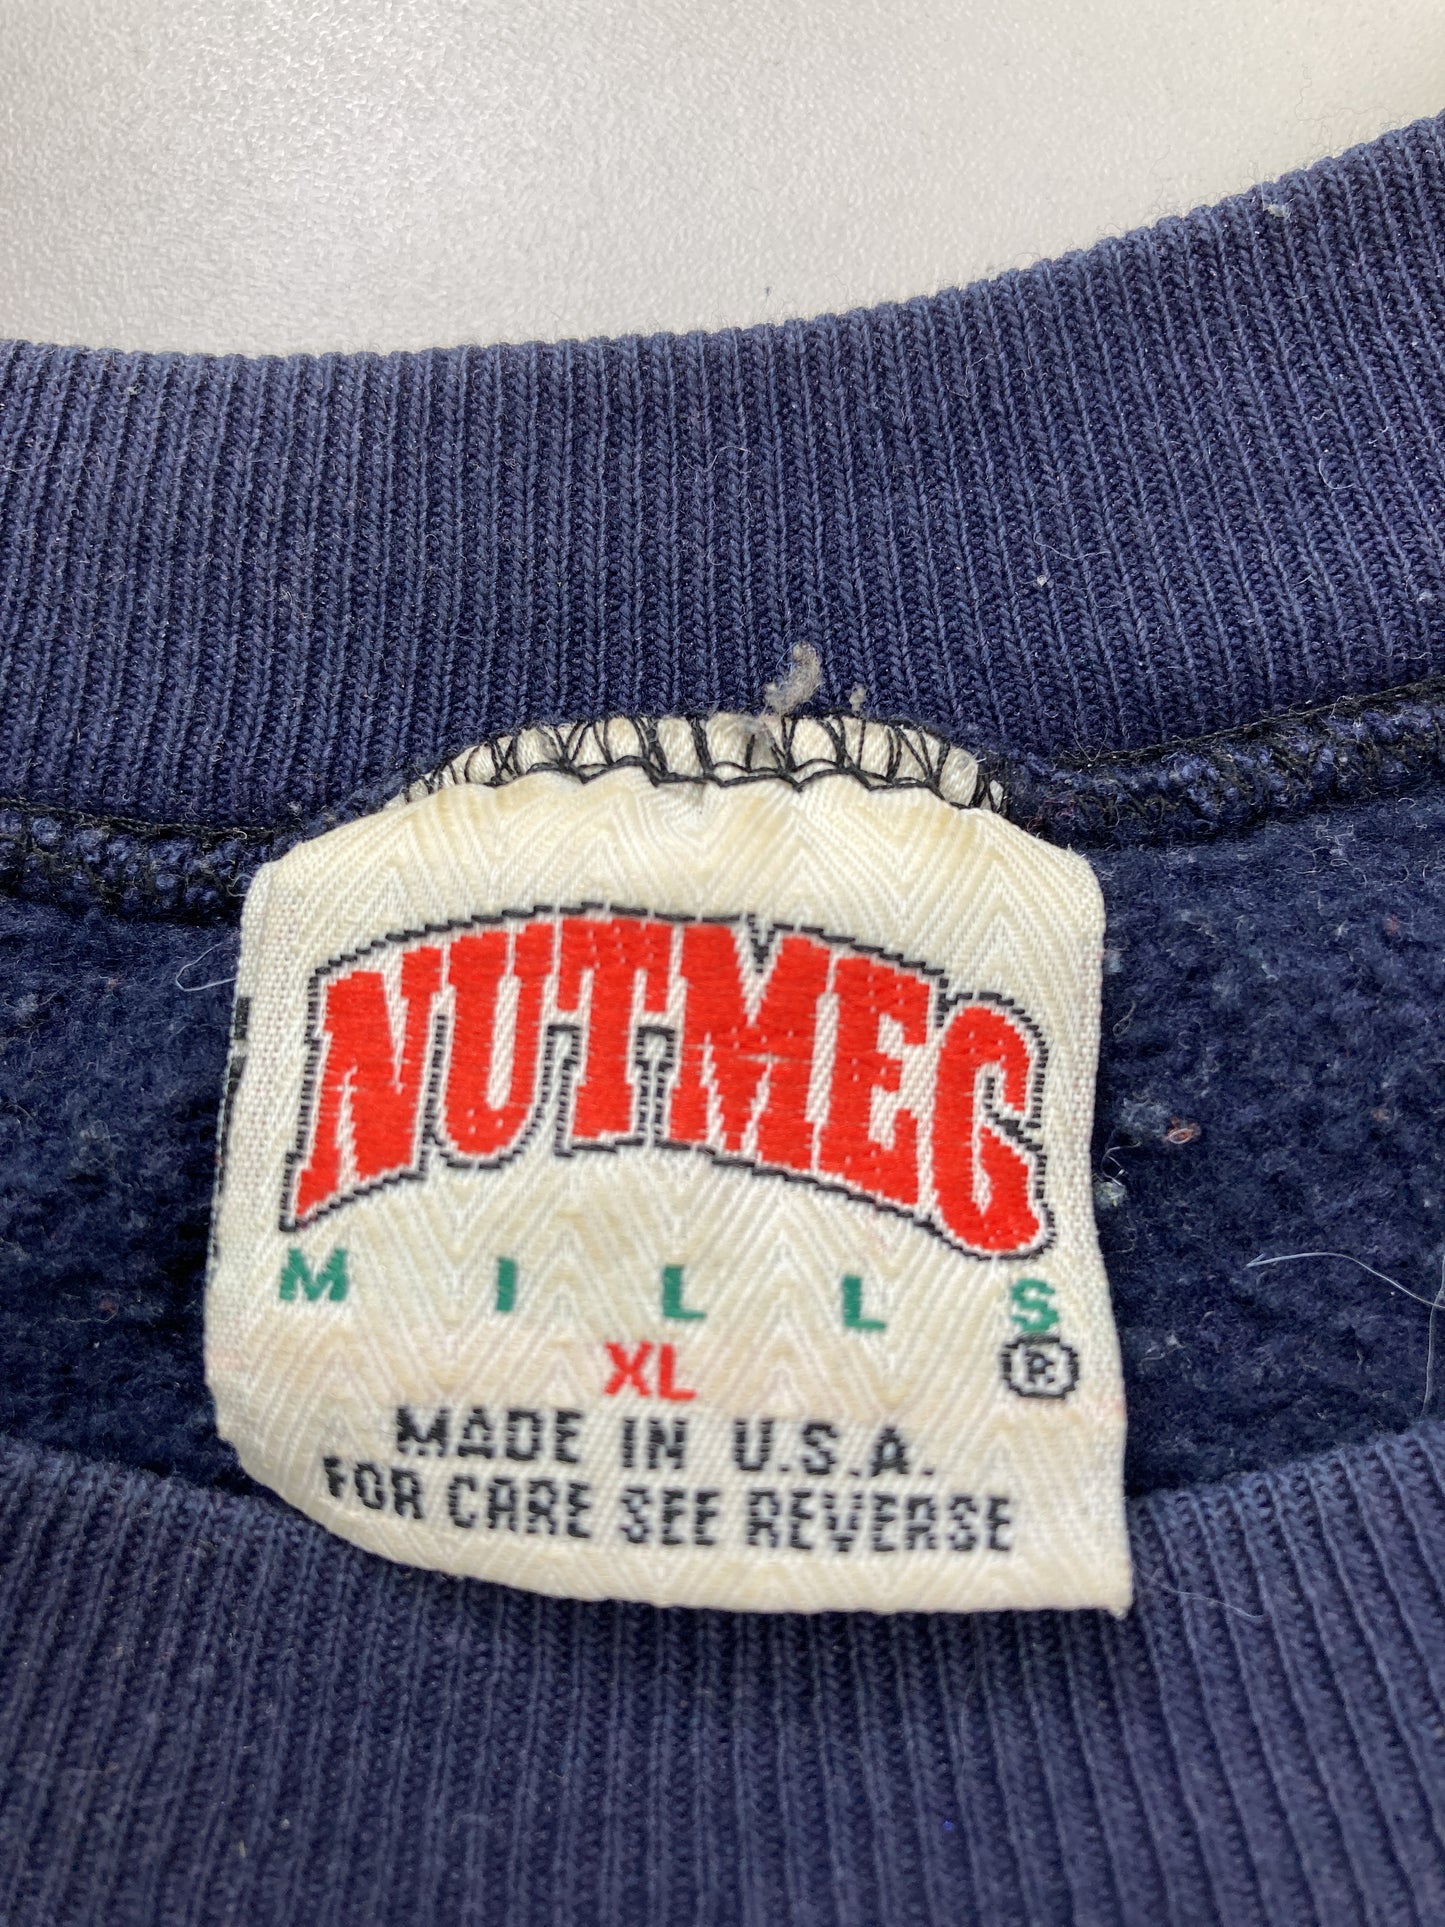 NUTMEG
MILLS
®
XL
MADE IN U.S.A.
FOR CARE SEE REVERSE